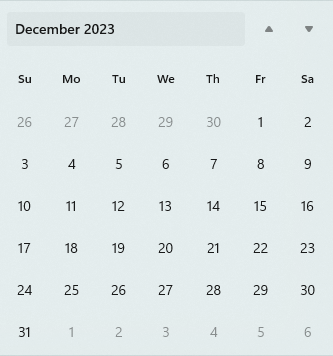 December 2023
Su Mo Tu We Th Fr Sa
26 27 28 29 30 1 2
3 4 5 6 7 8 9
10 11 12 13 14 15 16
17 18 19 20 21 22 23
24 25 26 27 28 29 30
31 1 2 3 4 5 6